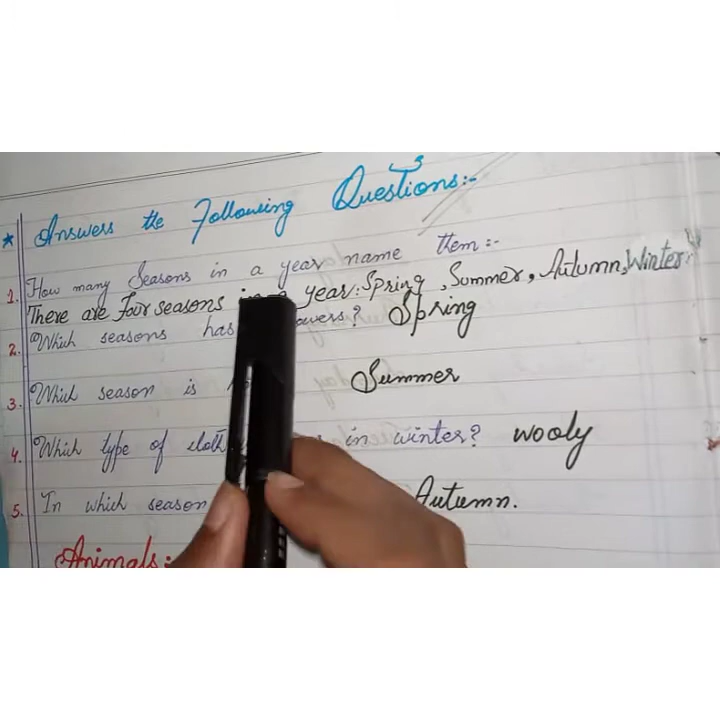 * Answers the Following Questions:-
1. How many Seasons in a year name them:-
There are Four seasons in a year: Spring, Summer, Autumn, Winter.
2. Which seasons has flowers? Spring
3. Which season is Summer
4. Which type of cloth in winter? wooly
5. In which season Autumn.
Animals: